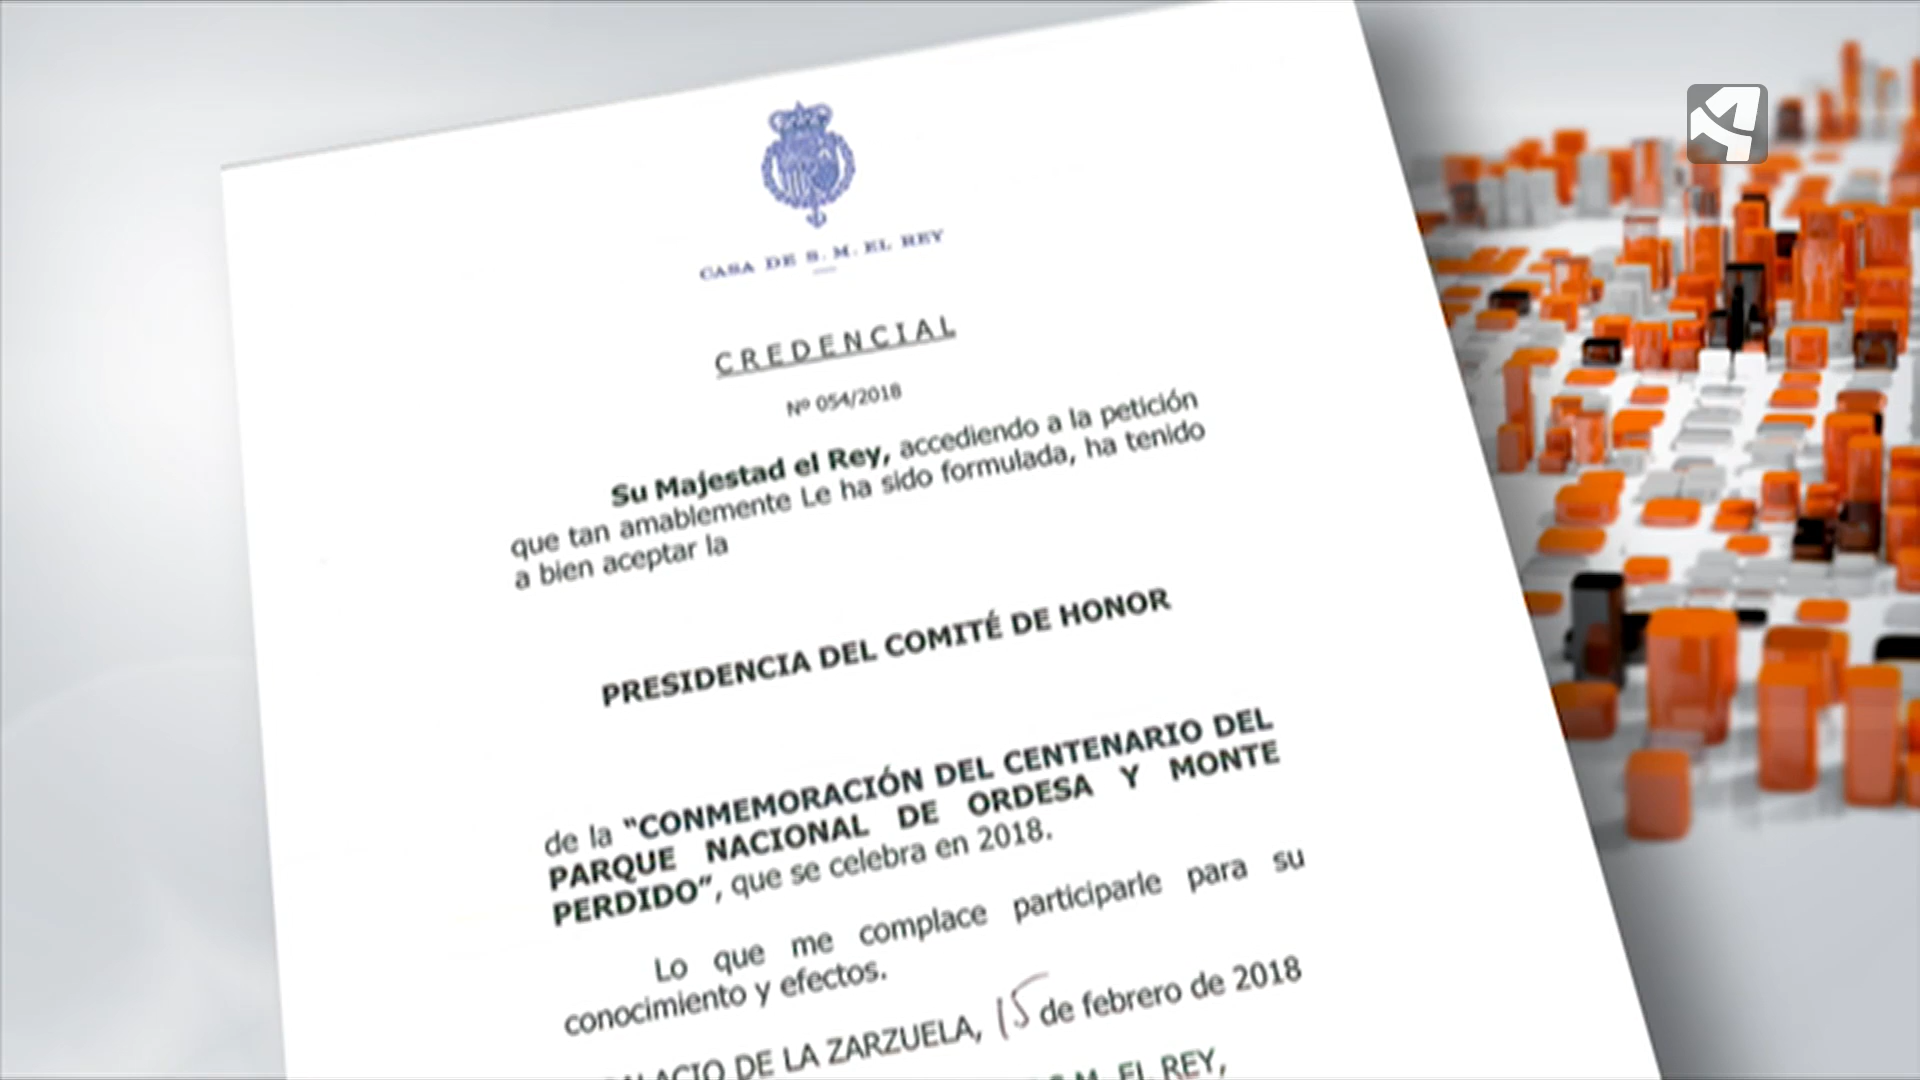 CASA DE S. M. EL REY
CREDENCIAL
Nº 054/2018
Su Majestad el Rey, accediendo a la petición
que tan amablemente Le ha sido formulada, ha tenido
a bien aceptar la
PRESIDENCIA DEL COMITÉ DE HONOR
de la “CONMEMORACIÓN DEL CENTENARIO DEL
PARQUE NACIONAL DE ORDESA Y MONTE
PERDIDO”, que se celebra en 2018.
Lo que me complace participarle para su
conocimiento y efectos.
DE LA ZARZUELA, 15 de febrero de 2018
EL REY,